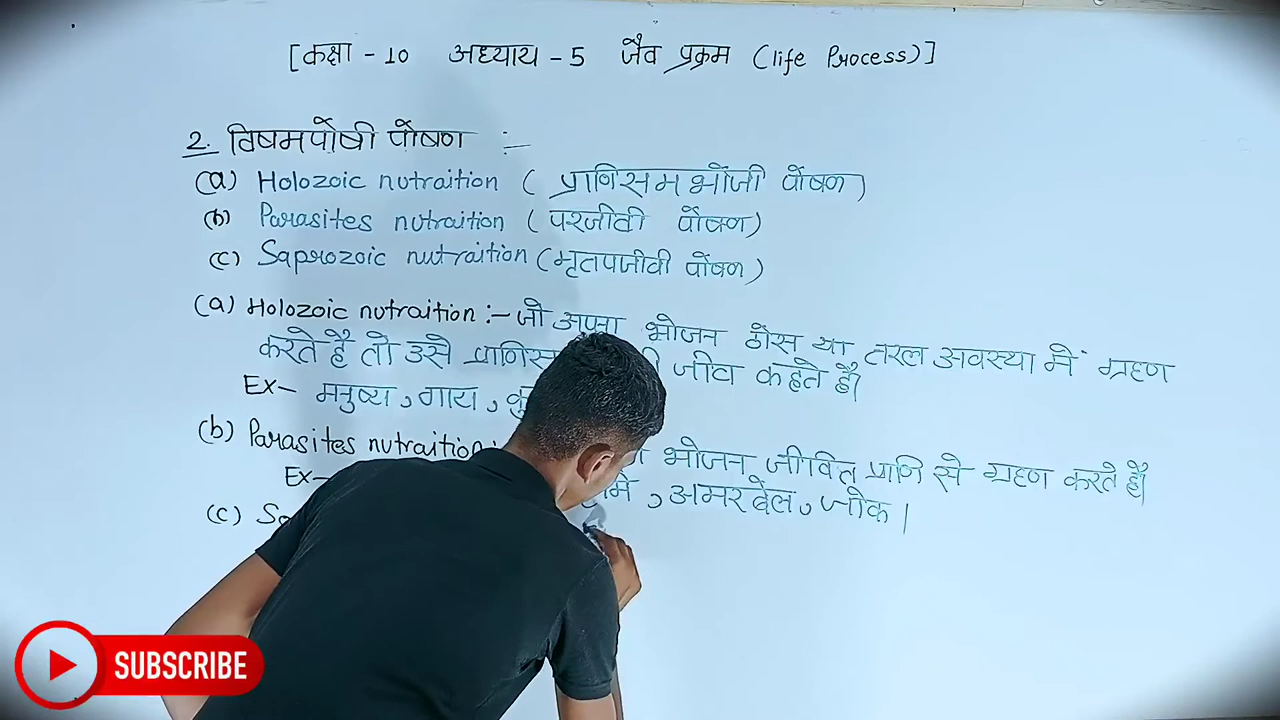 [कक्षा - 10 अध्याय - 5 जैव प्रक्रम (life Process)]
2. विषमपोषी पोषण :-
(a) Holozoic nutraition ( प्राणिसम भोजी पोषण)
(b) Parasites nutraition (परजीवी पोषण)
(c) Saprozoic nutraition (मृतपजीवी पोषण)
(a) Holozoic nutraition :- जो अपना भोजन ठोस या तरल अवस्था में ग्रहण
करते है तो उसे जीव कहते है।
Ex- मनुष्य, गाय,
(b) Parasites nutraition: भोजन जीवित प्राणि से ग्रहण करते है।
Ex- अमरबेल, जोक।
(c)
SUBSCRIBE